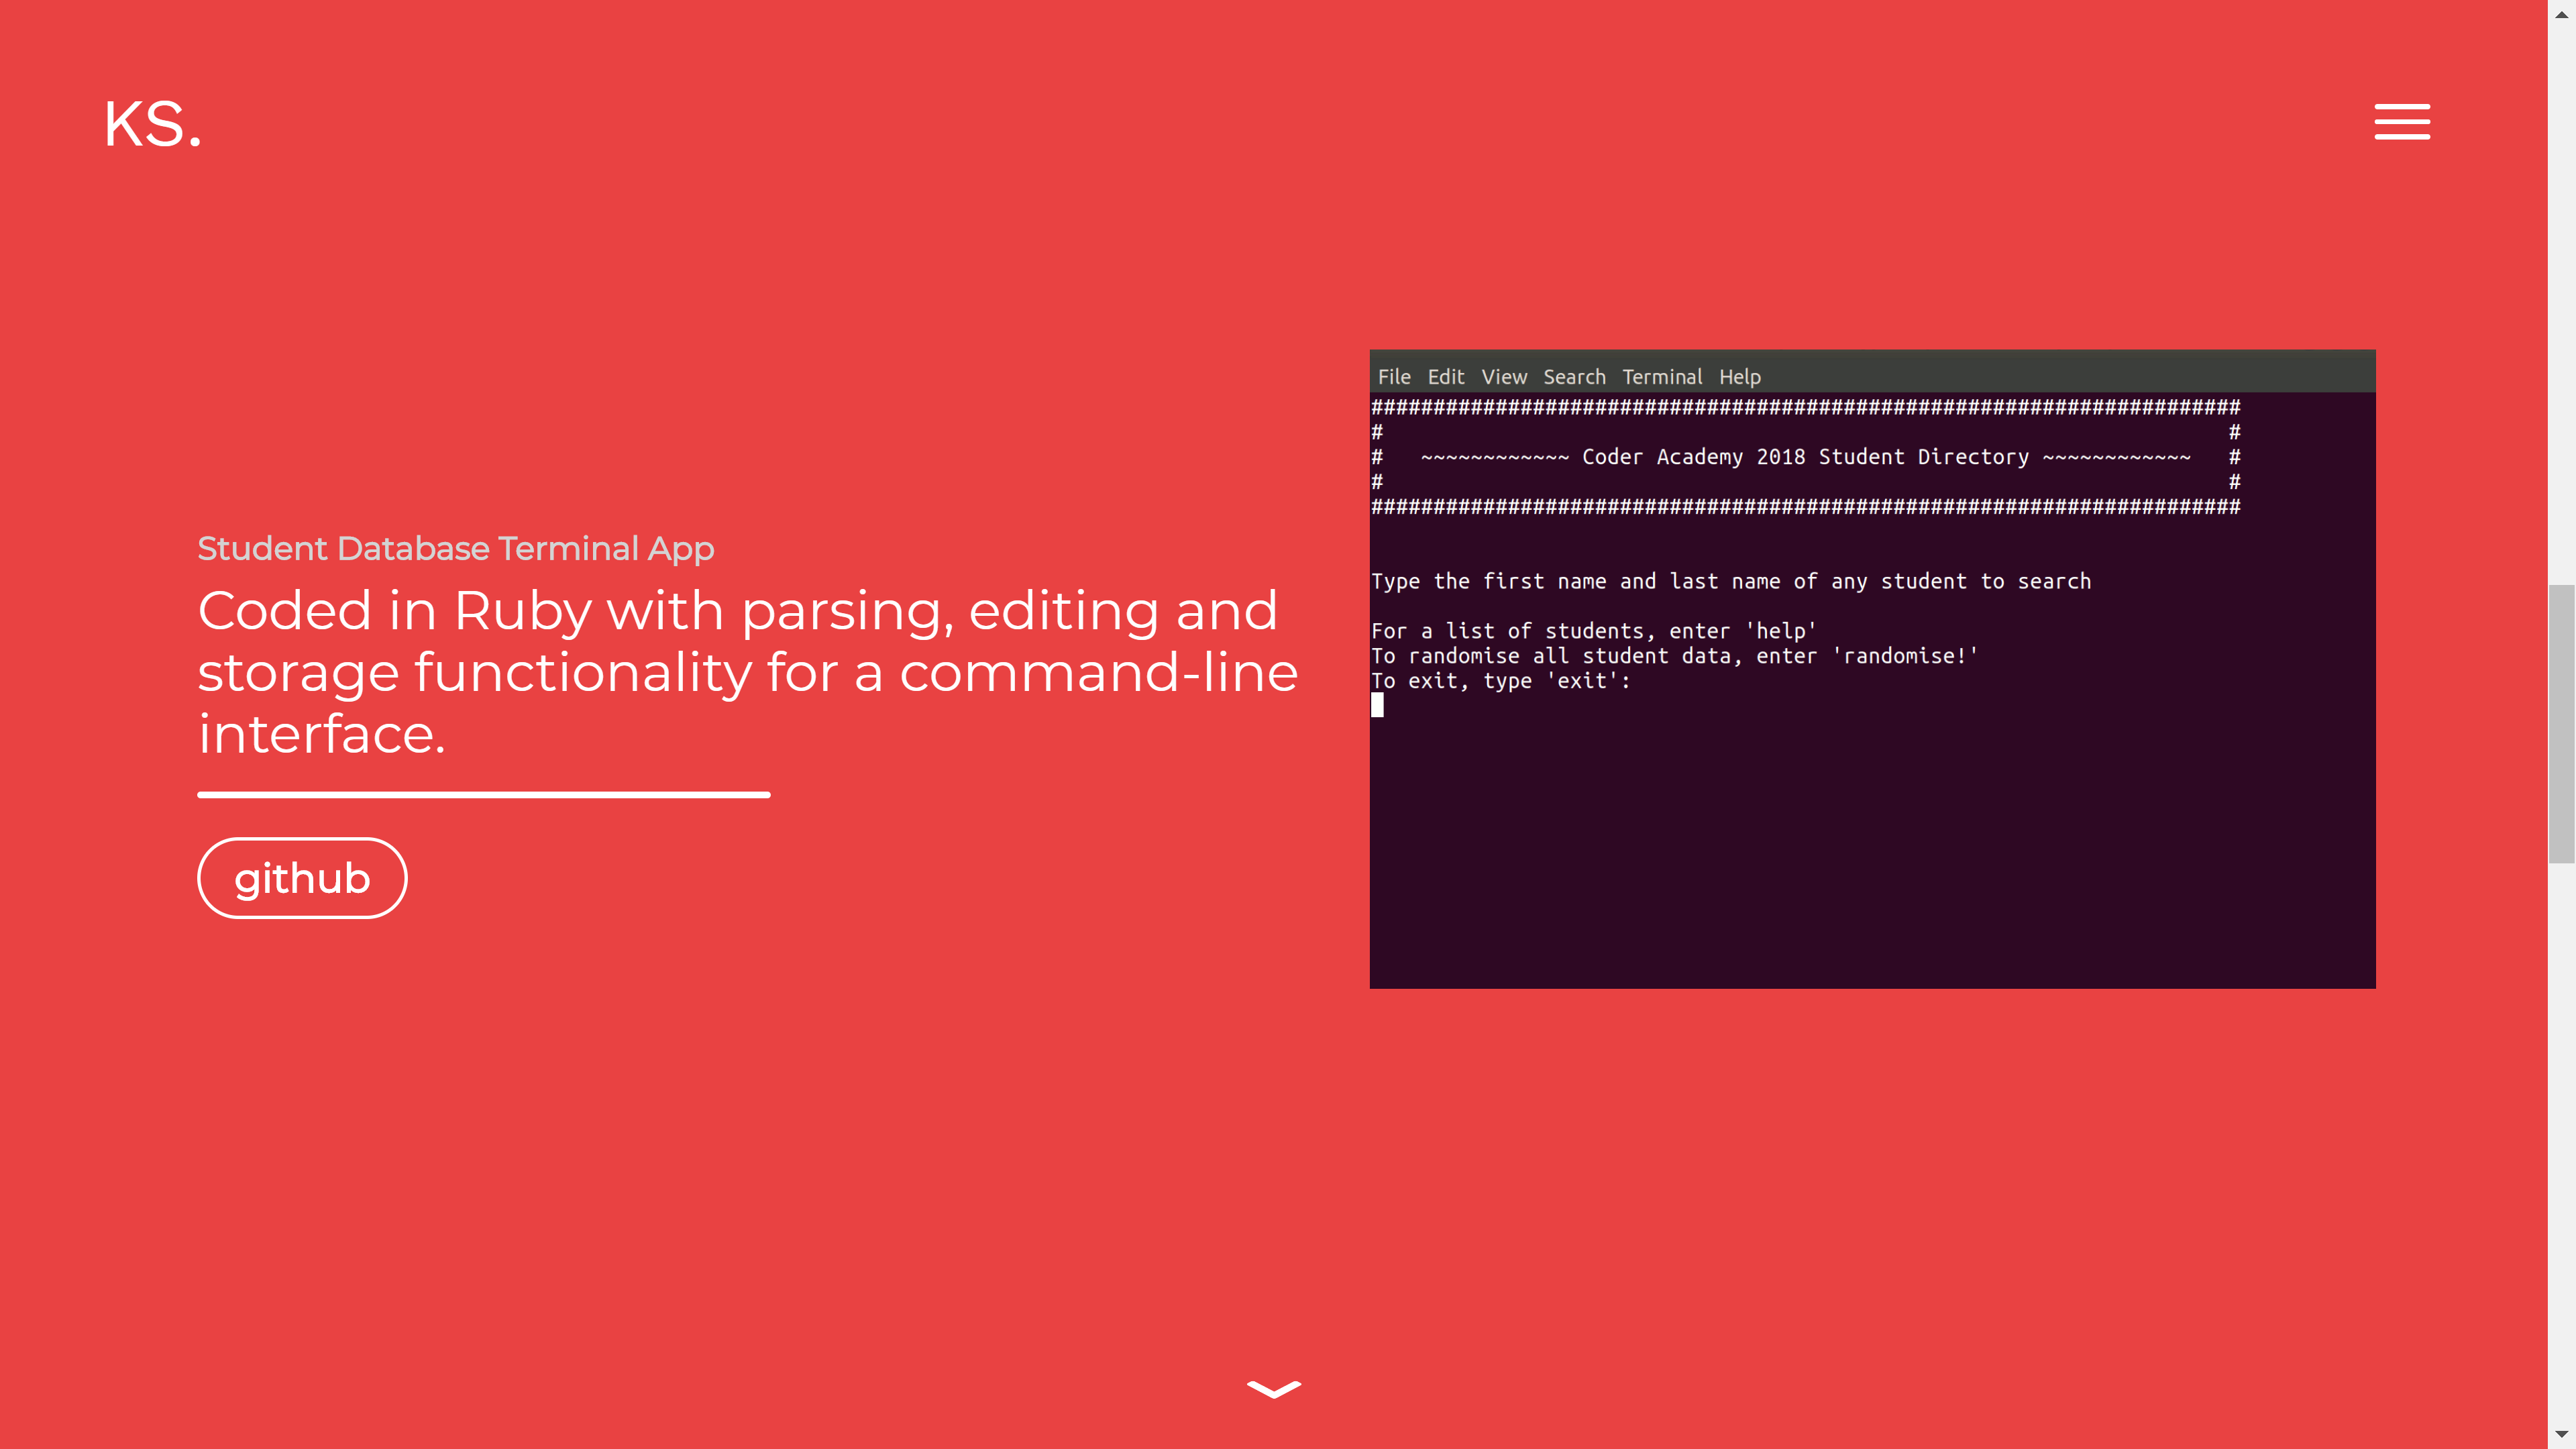 KS.
Student Database Terminal App
Coded in Ruby with parsing, editing and
storage functionality for a command-line
interface.
github
File Edit View Search Terminal Help
######################################################################
#                                                                    #
#   ~~~~~~~~~~~~ Coder Academy 2018 Student Directory ~~~~~~~~~~~~   #
#                                                                    #
######################################################################
Type the first name and last name of any student to search
For a list of students, enter 'help'
To randomise all student data, enter 'randomise!'
To exit, type 'exit':